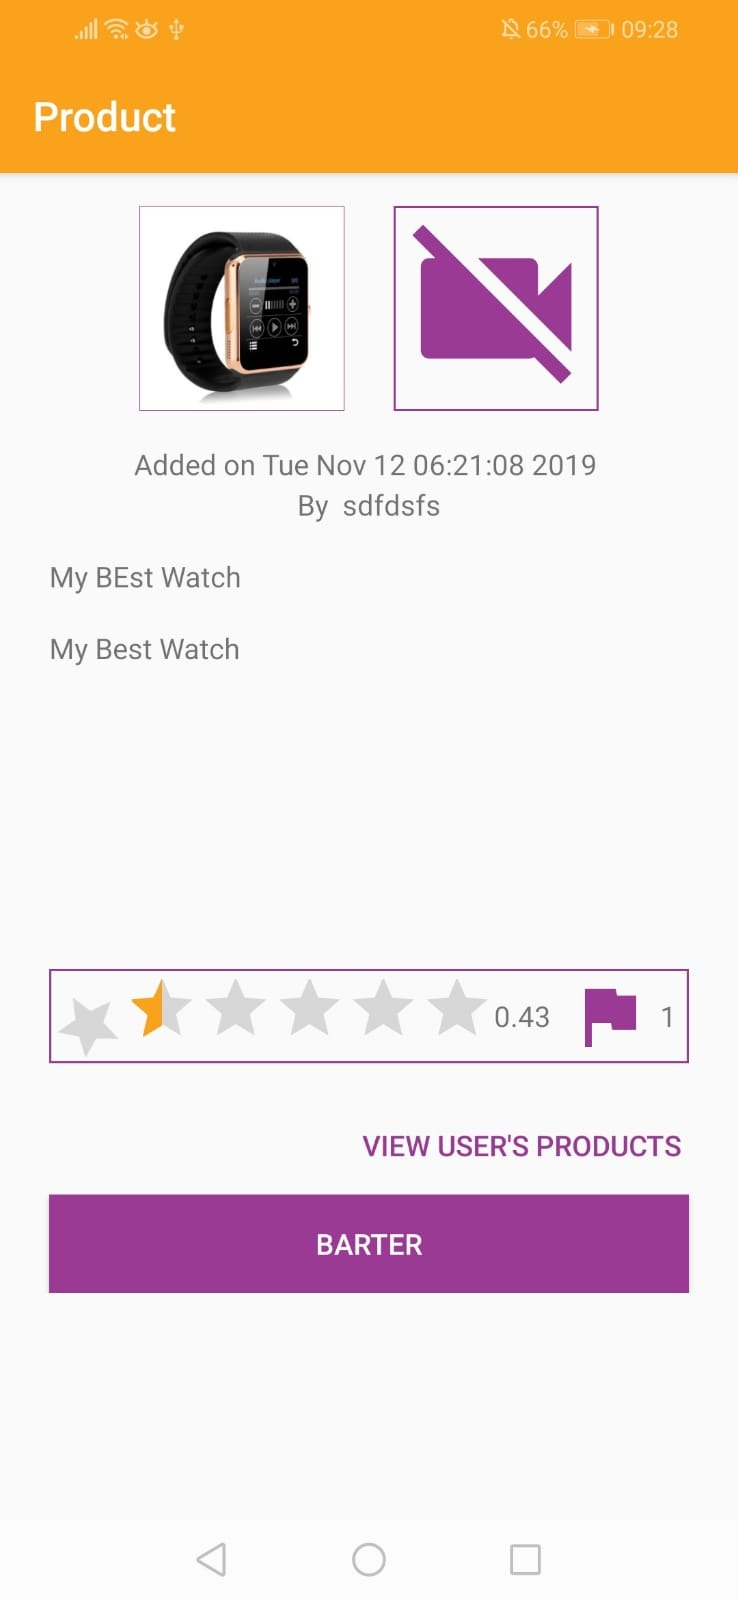 66% 09:28
Product
Added on Tue Nov 12 06:21:08 2019
By sdfdsfs
My BEst Watch
My Best Watch
0.43 1
VIEW USER'S PRODUCTS
BARTER